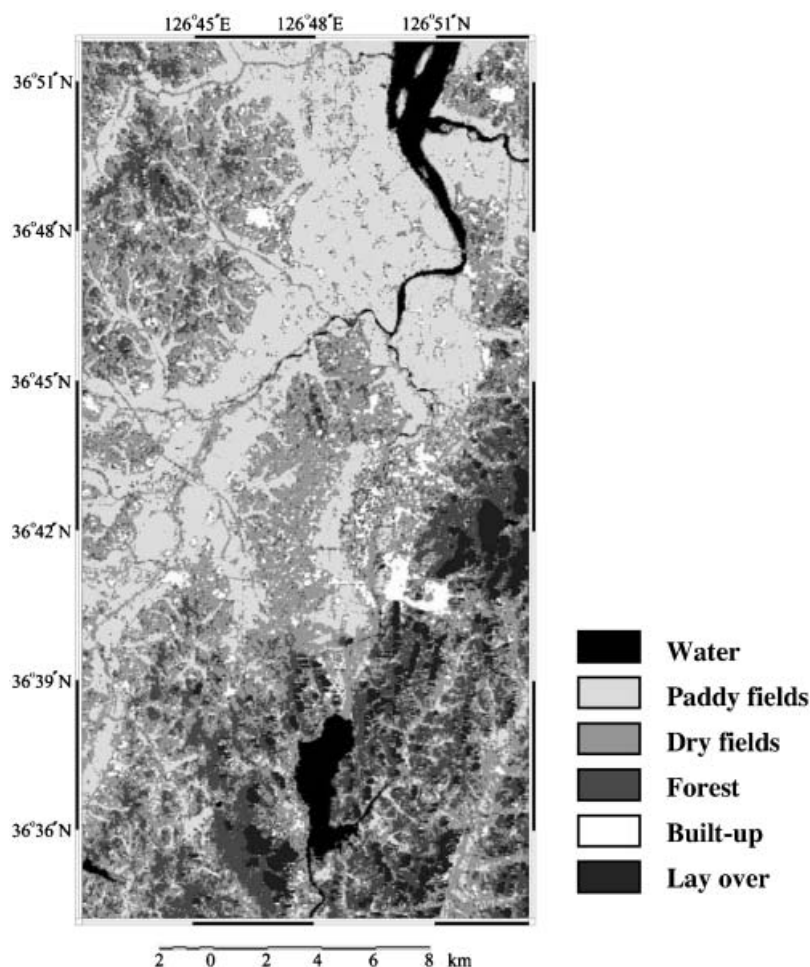 126°45´E 126°48´E 126°51´E
36°51´N
36°48´N
36°45´N
36°42´N
36°39´N
36°36´N
Water
Paddy fields
Dry fields
Forest
Built-up
Lay over
2 0 2 4 6 8 km